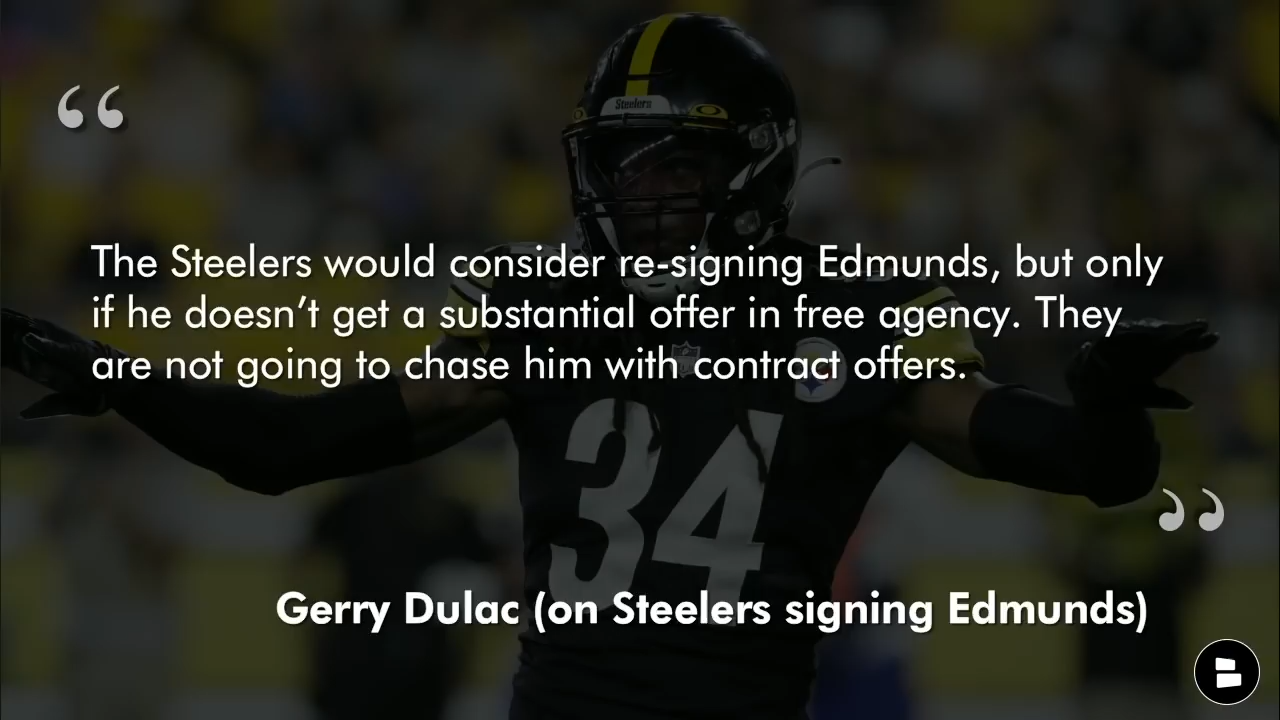 Steelers
“
The Steelers would consider re-signing Edmunds, but only
if he doesn’t get a substantial offer in free agency. They
are not going to chase him with contract offers.
34
”
Gerry Dulac (on Steelers signing Edmunds)